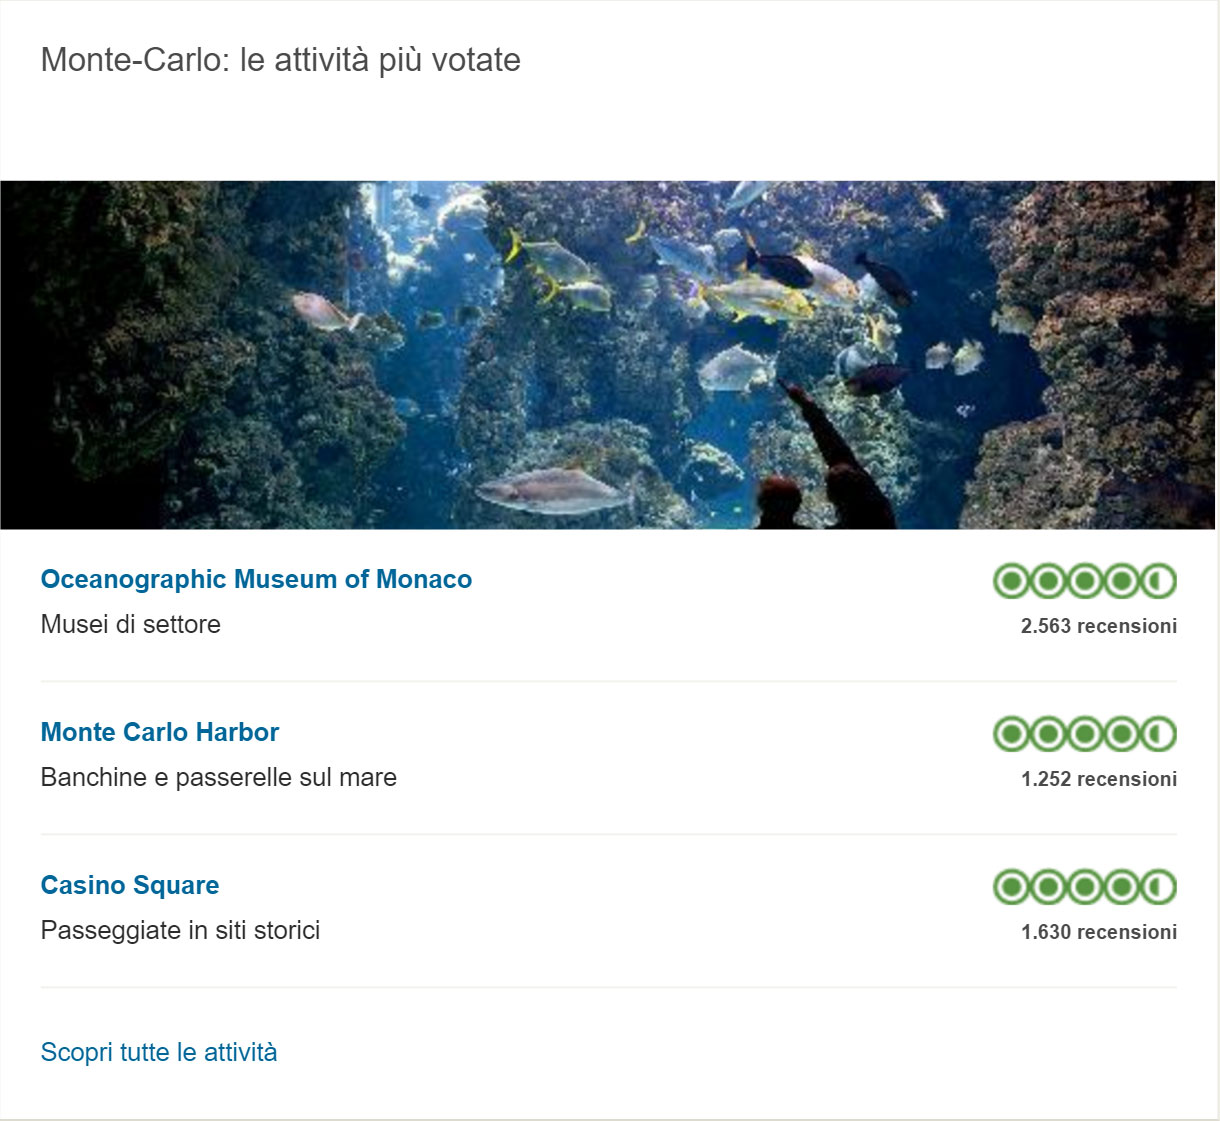 Monte-Carlo: le attività più votate
Oceanographic Museum of Monaco
Musei di settore
2.563 recensioni
Monte Carlo Harbor
Banchine e passerelle sul mare
1.252 recensioni
Casino Square
Passeggiate in siti storici
1.630 recensioni
Scopri tutte le attività